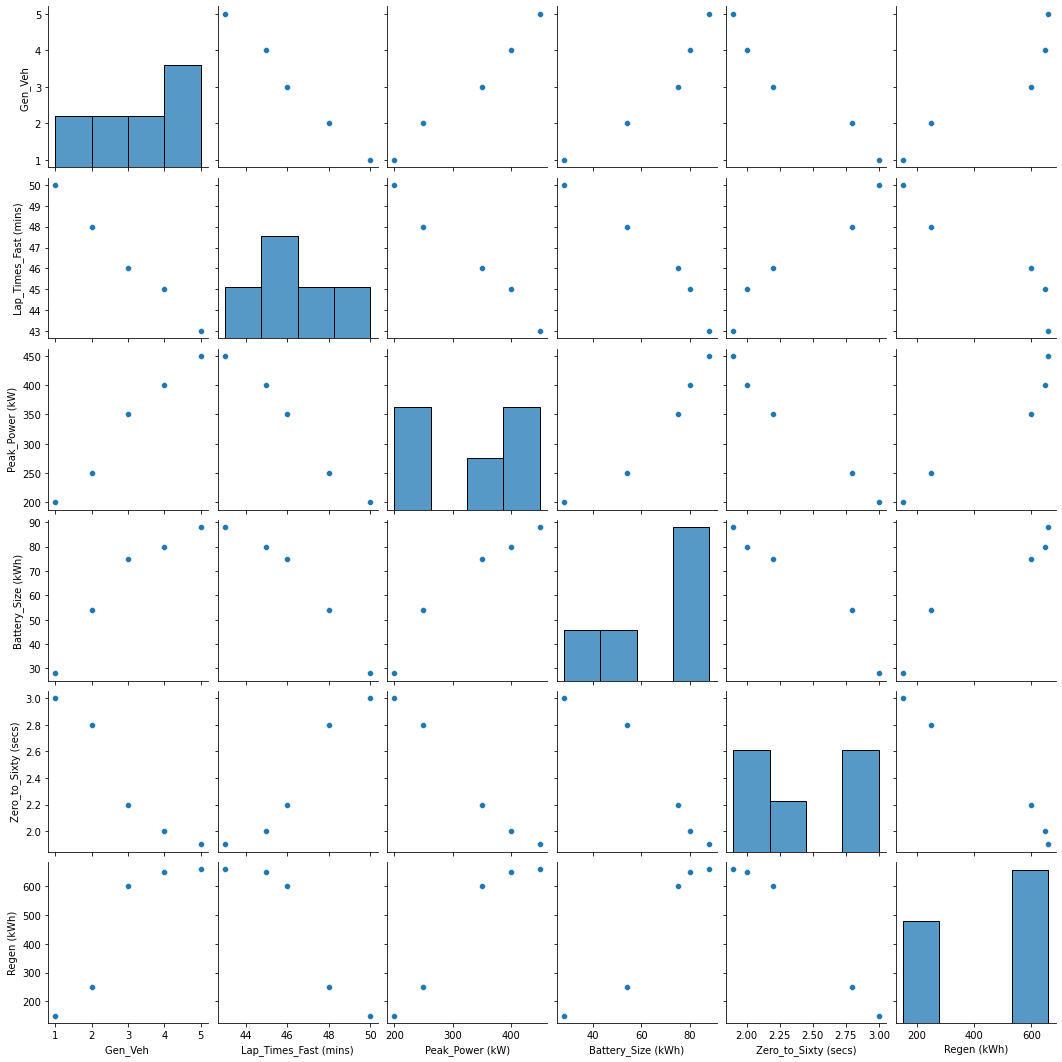 5
4
3
2
1
Gen_Veh
50
49
48
47
46
45
44
43
Lap_Times_Fast (mins)
450
400
350
300
250
200
Peak_Power (kW)
90
80
70
60
50
40
30
Battery_Size (kWh)
3.0
2.8
2.6
2.4
2.2
2.0
Zero_to_Sixty (secs)
600
500
400
300
200
Regen (kWh)
1 2 3 4 5
Gen_Veh
44 46 48 50
Lap_Times_Fast (mins)
200 300 400
Peak_Power (kW)
40 60 80
Battery_Size (kWh)
2.00 2.25 2.50 2.75 3.00
Zero_to_Sixty (secs)
200 400 600
Regen (kWh)